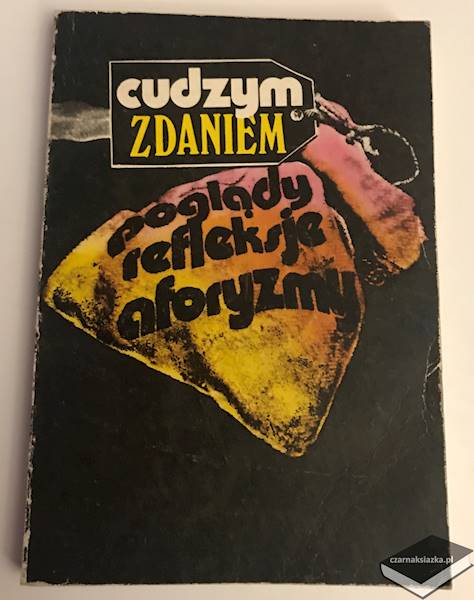 cudzym
ZDANIEM
poglądy
refleksje
aforyzmy
czarnaksiazka.pl